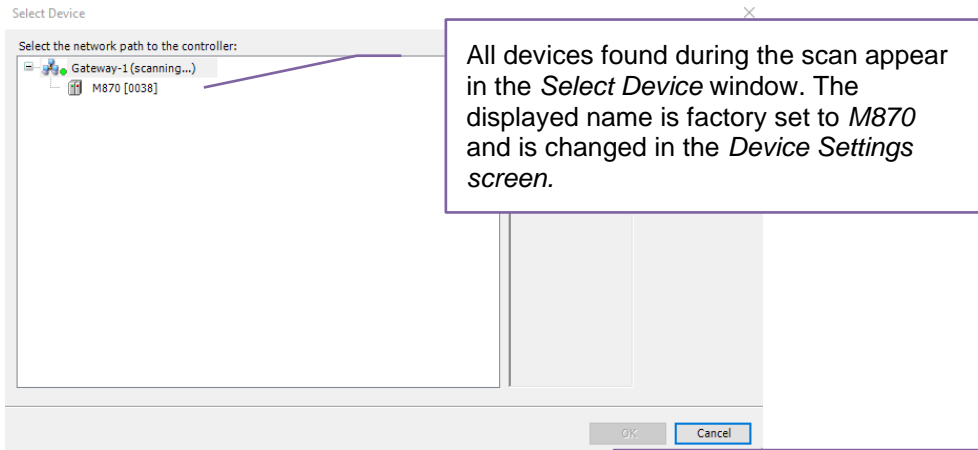 Select Device
Select the network path to the controller:
Gateway-1 (scanning...)
M870 [0038]
All devices found during the scan appear
in the Select Device window. The
displayed name is factory set to M870
and is changed in the Device Settings
screen.
OK
Cancel